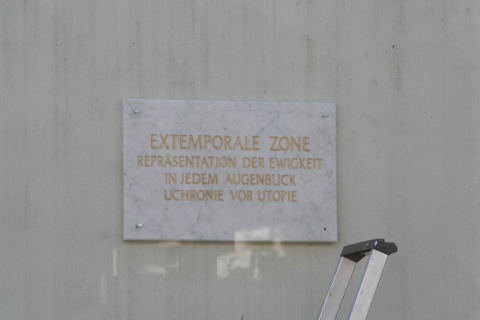 EXTEMPORALE ZONE
REPRÄSENTATION DER EWIGKEIT
IN JEDEM AUGENBLICK
UCHRONIE VOR UTOPIE